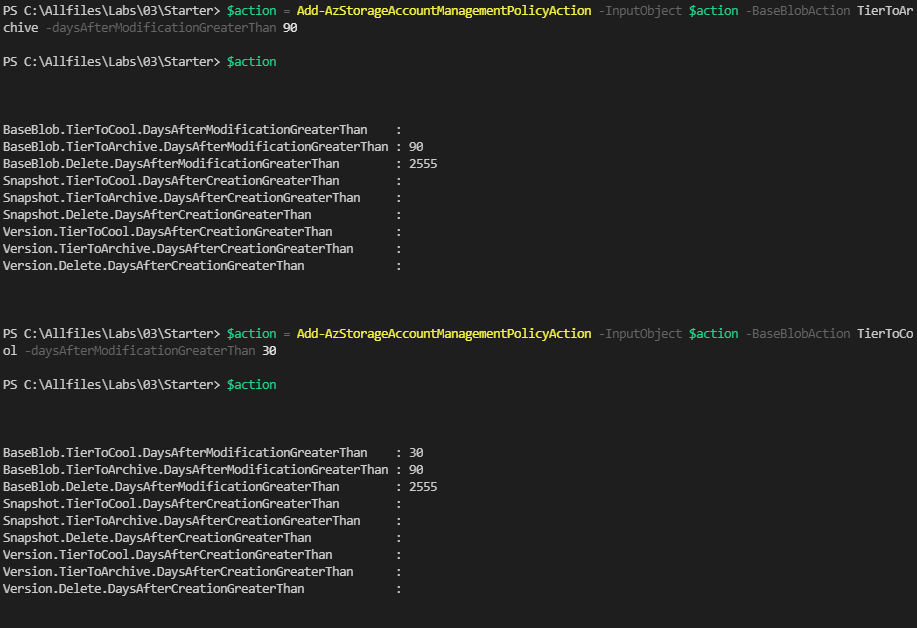 PS C:\Allfiles\Labs\03\Starter> $action = Add-AzStorageAccountManagementPolicyAction -InputObject $action -BaseBlobAction TierToAr
chive -daysAfterModificationGreaterThan 90
PS C:\Allfiles\Labs\03\Starter> $action
BaseBlob.TierToCool.DaysAfterModificationGreaterThan    :
BaseBlob.TierToArchive.DaysAfterModificationGreaterThan : 90
BaseBlob.Delete.DaysAfterModificationGreaterThan        : 2555
Snapshot.TierToCool.DaysAfterCreationGreaterThan        :
Snapshot.TierToArchive.DaysAfterCreationGreaterThan     :
Snapshot.Delete.DaysAfterCreationGreaterThan            :
Version.TierToCool.DaysAfterCreationGreaterThan         :
Version.TierToArchive.DaysAfterCreationGreaterThan      :
Version.Delete.DaysAfterCreationGreaterThan             :
PS C:\Allfiles\Labs\03\Starter> $action = Add-AzStorageAccountManagementPolicyAction -InputObject $action -BaseBlobAction TierToCo
ol -daysAfterModificationGreaterThan 30
PS C:\Allfiles\Labs\03\Starter> $action
BaseBlob.TierToCool.DaysAfterModificationGreaterThan    : 30
BaseBlob.TierToArchive.DaysAfterModificationGreaterThan : 90
BaseBlob.Delete.DaysAfterModificationGreaterThan        : 2555
Snapshot.TierToCool.DaysAfterCreationGreaterThan        :
Snapshot.TierToArchive.DaysAfterCreationGreaterThan     :
Snapshot.Delete.DaysAfterCreationGreaterThan            :
Version.TierToCool.DaysAfterCreationGreaterThan         :
Version.TierToArchive.DaysAfterCreationGreaterThan      :
Version.Delete.DaysAfterCreationGreaterThan             :